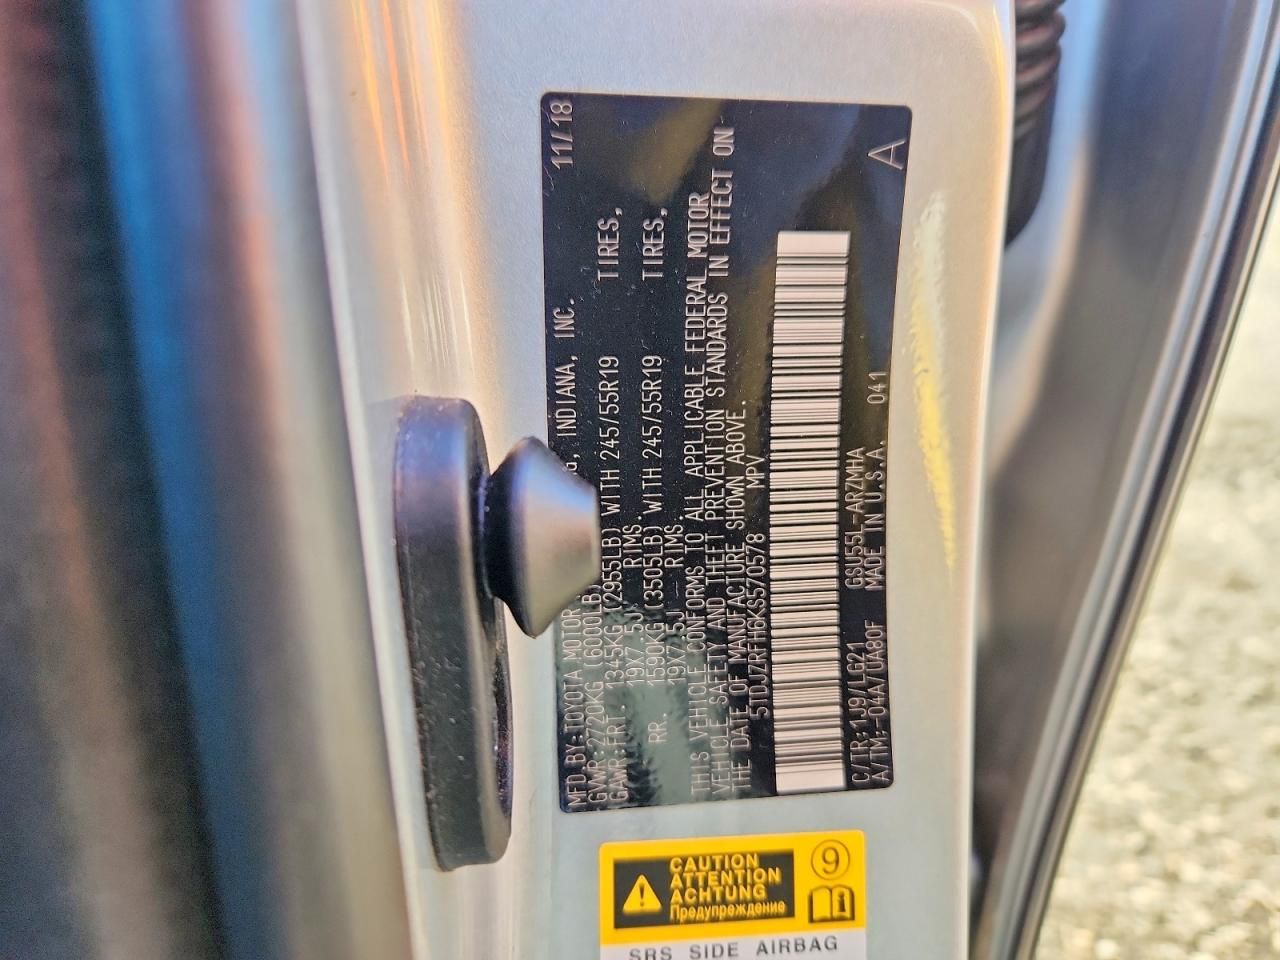 MFD. BY: TOYOTA MOTOR INDIANA, INC. 11/18
GVWR: 2720KG (6000LB)
GAWR: FRT. 1345KG (2955LB) WITH 245/55R19 TIRES,
19X7.5J RIMS.
RR. 1590KG (3505LB) WITH 245/55R19 TIRES,
19X7.5J RIMS.
THIS VEHICLE CONFORMS TO ALL APPLICABLE FEDERAL MOTOR
VEHICLE SAFETY AND THEFT PREVENTION STANDARDS IN EFFECT ON
THE DATE OF MANUFACTURE SHOWN ABOVE.
5TDJZRFH6KS570578 MPV
C/TR: 1J9/LG21 GSU55L-ARZMHA A
A/TM: -04A/UA80F MADE IN U.S.A. 041
CAUTION
ATTENTION
ACHTUNG
Предупреждение
9
SRS SIDE AIRBAG